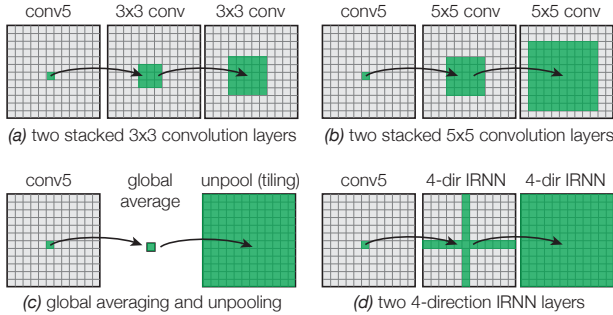 conv5 3x3 conv 3x3 conv
(a) two stacked 3x3 convolution layers
conv5 5x5 conv 5x5 conv
(b) two stacked 5x5 convolution layers
conv5 global average unpool (tiling)
(c) global averaging and unpooling
conv5 4-dir IRNN 4-dir IRNN
(d) two 4-direction IRNN layers